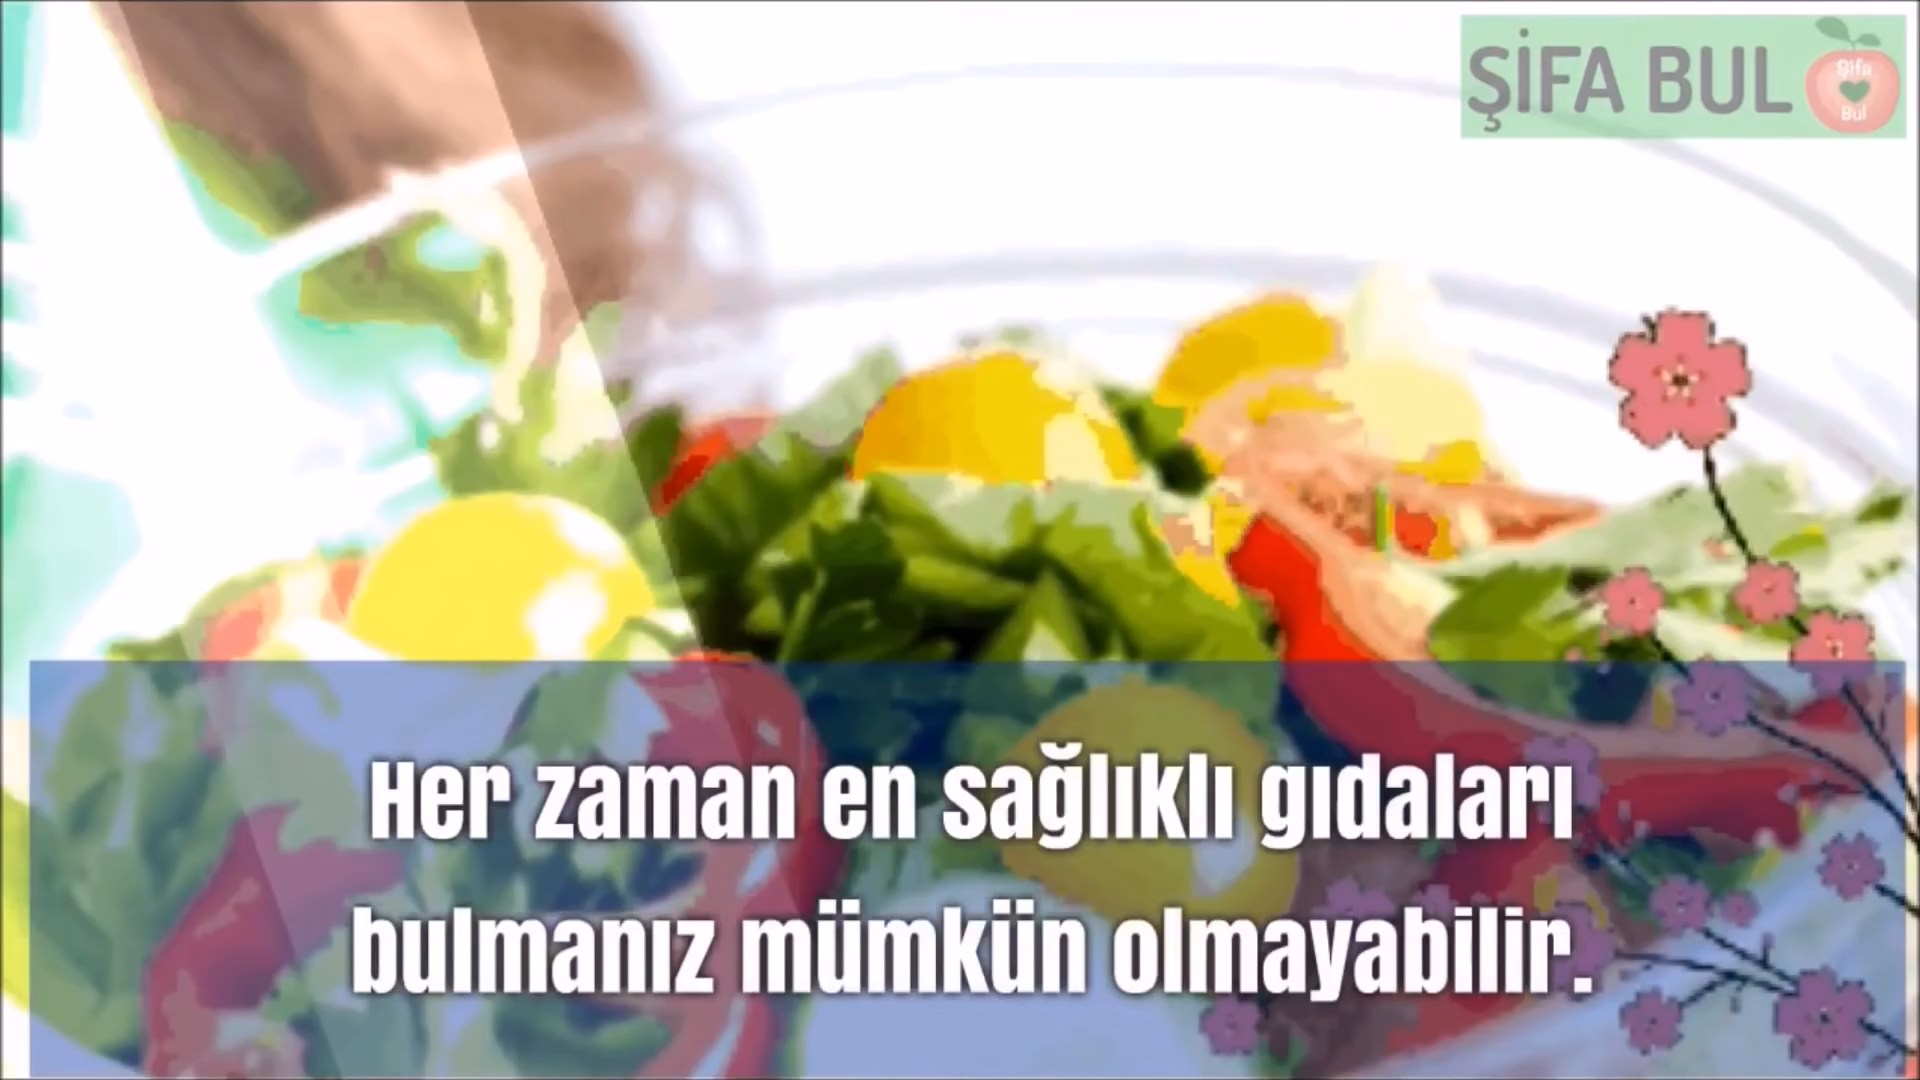 ŞİFA BUL
Şifa
Bul
Her zaman en sağlıklı gıdaları
bulmanız mümkün olmayabilir.